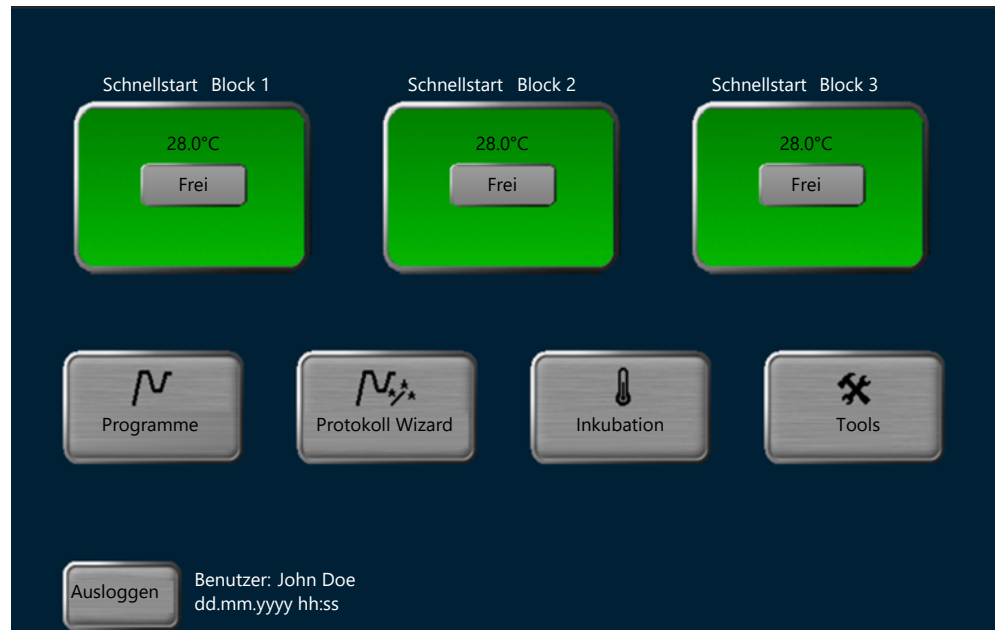 Schnellstart Block 1
Schnellstart Block 2
Schnellstart Block 3
28.0°C
28.0°C
28.0°C
Frei
Frei
Frei
Programme
Protokoll Wizard
Inkubation
Tools
Ausloggen
Benutzer: John Doe
dd.mm.yyyy hh:ss